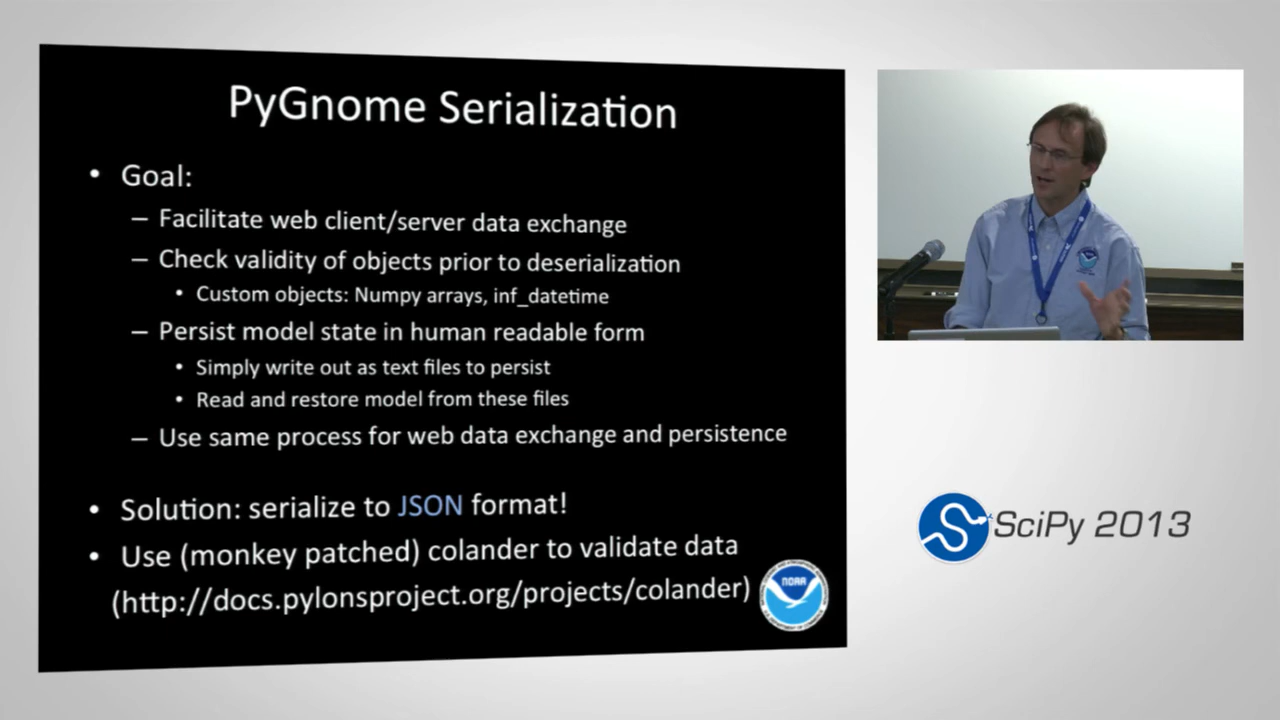 PyGnome Serialization
• Goal:
– Facilitate web client/server data exchange
– Check validity of objects prior to deserialization
• Custom objects: Numpy arrays, inf_datetime
– Persist model state in human readable form
• Simply write out as text files to persist
• Read and restore model from these files
– Use same process for web data exchange and persistence
• Solution: serialize to JSON format!
• Use (monkey patched) colander to validate data
(http://docs.pylonsproject.org/projects/colander)
NOAA
SciPy 2013